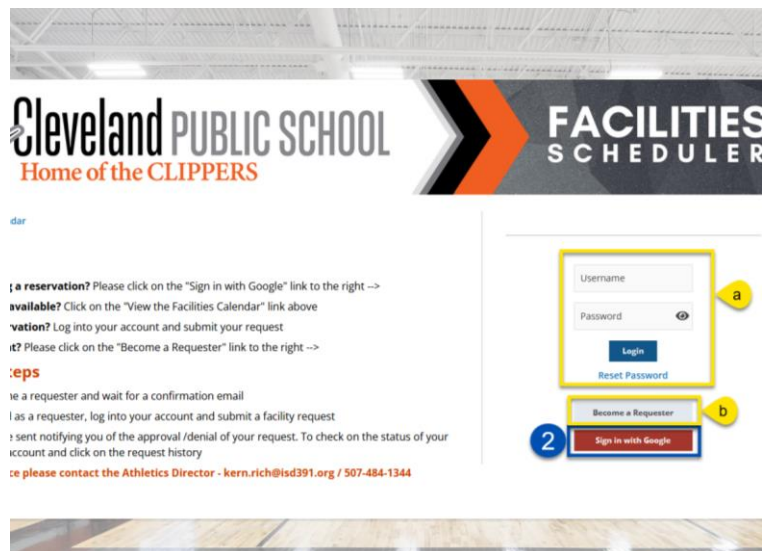 Cleveland PUBLIC SCHOOL
Home of the CLIPPERS
FACILITIES
SCHEDULER
dar
a reservation? Please click on the "Sign in with Google" link to the right -->
available? Click on the "View the Facilities Calendar" link above
vation? Log into your account and submit your request
t? Please click on the "Become a Requester" link to the right -->
eps
e a requester and wait for a confirmation email
l as a requester, log into your account and submit a facility request
e sent notifying you of the approval /denial of your request. To check on the status of your
account and click on the request history
ce please contact the Athletics Director - kern.rich@isd391.org / 507-484-1344
Username
Password
a
Login
Reset Password
Become a Requester
b
2
Sign in with Google